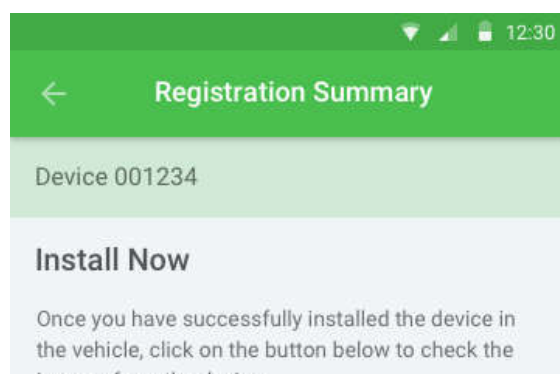 12:30
Registration Summary
Device 001234
Install Now
Once you have successfully installed the device in
the vehicle, click on the button below to check the